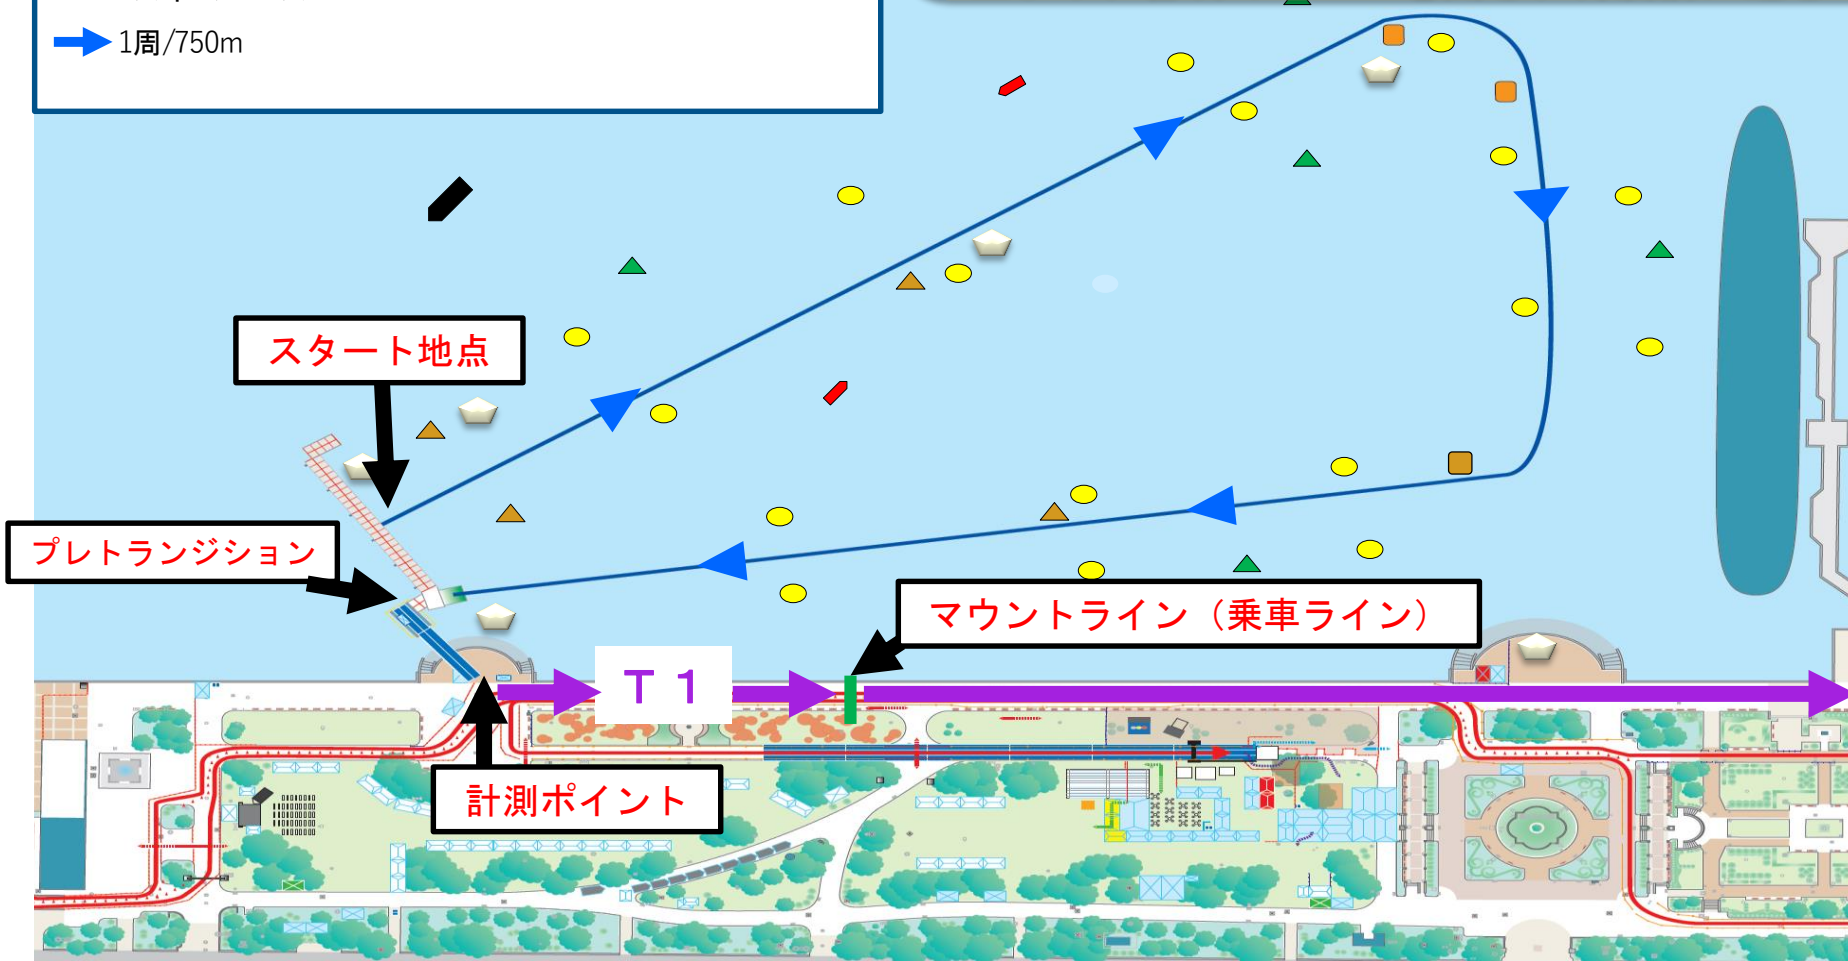 1周/750m
スタート地点
プレトランジション
マウントライン（乗車ライン）
T 1
計測ポイント